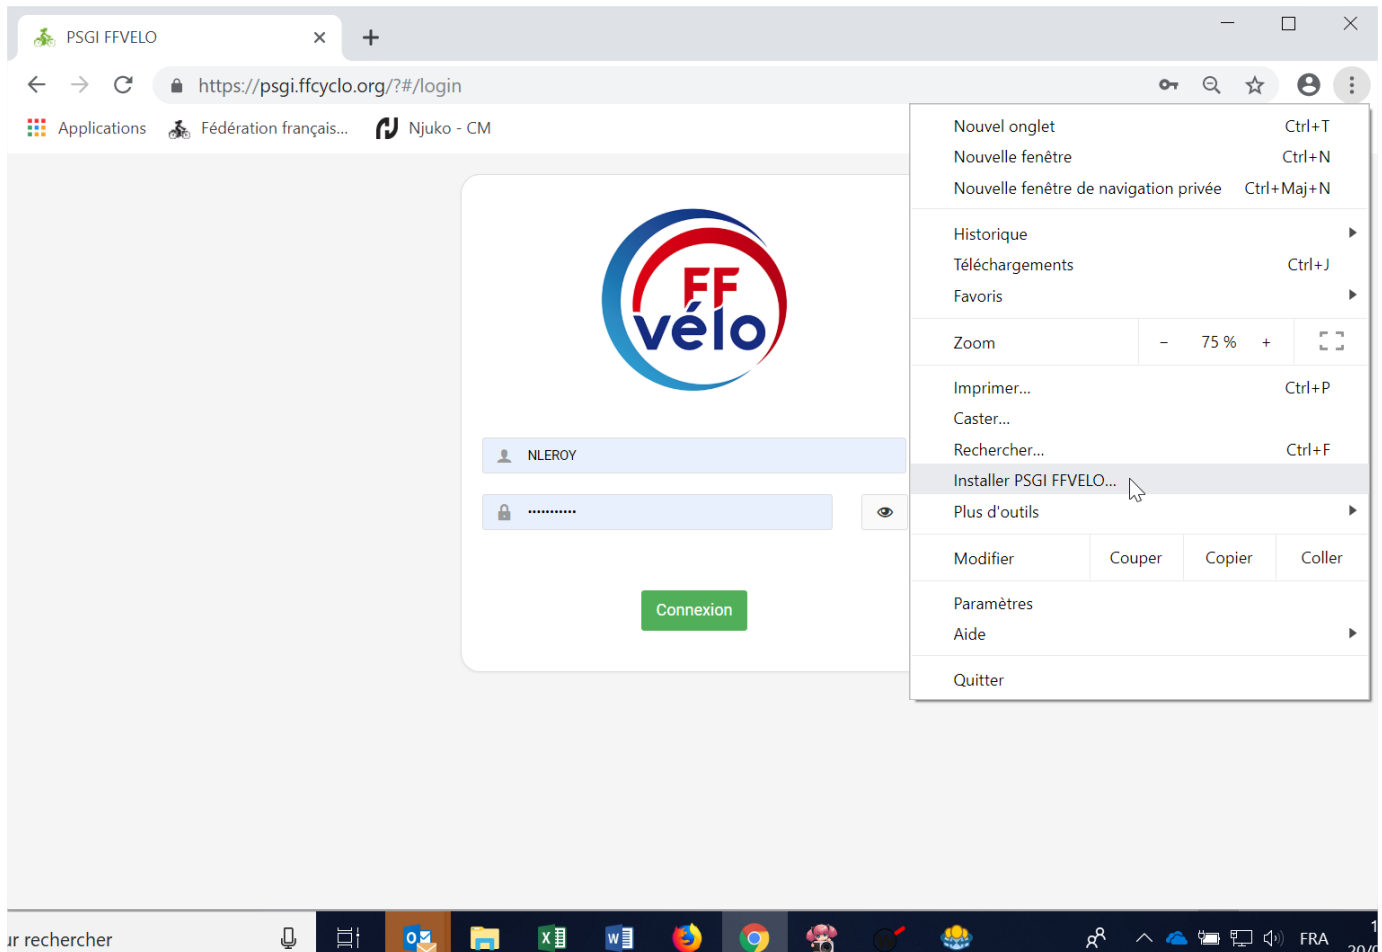 PSGI FFVELO
https://psgi.ffcyclo.org/?#/login
Applications Fédération français... Njuko - CM
Nouvel onglet Ctrl+T
Nouvelle fenêtre Ctrl+N
Nouvelle fenêtre de navigation privée Ctrl+Maj+N
Historique
Téléchargements Ctrl+J
Favoris
Zoom - 75 % +
Imprimer... Ctrl+P
Caster...
Rechercher... Ctrl+F
Installer PSGI FFVELO...
Plus d'outils
Modifier Couper Copier Coller
Paramètres
Aide
Quitter
FF
vélo
NLEROY
Connexion
rechercher
FRA